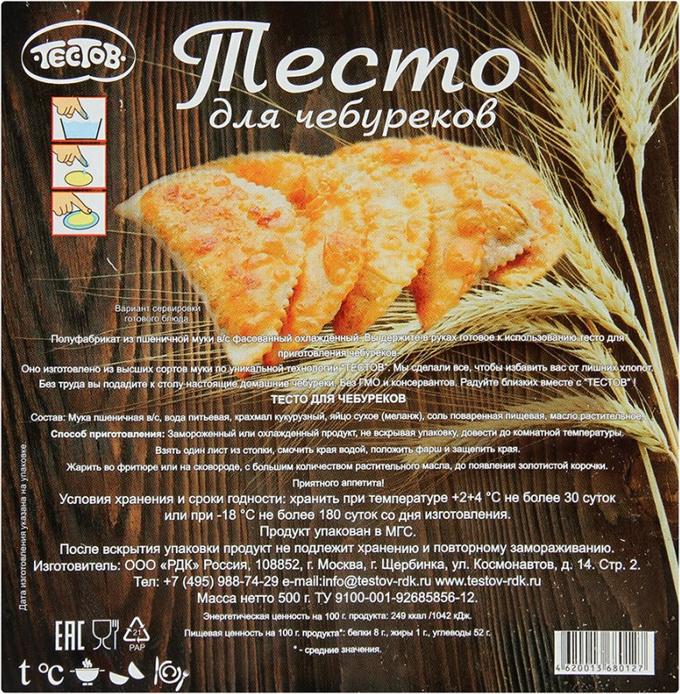 ТЕСТОВ
Тесто
для чебуреков
Вариант сервировки
готового блюда
Полуфабрикат из пшеничной муки в/с фасованный охлаждённый. Вы держите в руках готовое к использованию тесто для
приготовления чебуреков -
Оно изготовлено из высших сортов муки по уникальной технологии "ТЕСТОВ". Мы сделали все, чтобы избавить вас от лишних хлопот.
Без труда вы подадите к столу настоящие домашние чебуреки. Без ГМО и консервантов. Радуйте близких вместе с "ТЕСТОВ" !
ТЕСТО ДЛЯ ЧЕБУРЕКОВ
Состав: Мука пшеничная в/с, вода питьевая, крахмал кукурузный, яйцо сухое (меланж), соль поваренная пищевая, масло растительное.
Способ приготовления: Замороженный или охлажденный продукт, не вскрывая упаковку, довести до комнатной температуры.
Взять один лист из стопки, смочить края водой, положить фарш и защепить края.
Жарить во фритюре или на сковороде, с большим количеством растительного масла, до появления золотистой корочки.
Приятного аппетита!
Условия хранения и сроки годности: хранить при температуре +2+4 °С не более 30 суток
или при -18 °С не более 180 суток со дня изготовления.
Продукт упакован в МГС.
После вскрытия упаковки продукт не подлежит хранению и повторному замораживанию.
Изготовитель: ООО «РДК» Россия, 108852, г. Москва, г. Щербинка, ул. Космонавтов, д. 14. Стр. 2.
Тел: +7 (495) 988-74-29 e-mail:info@testov-rdk.ru www.testov-rdk.ru
Масса нетто 500 г. ТУ 9100-001-92685856-12.
Энергетическая ценность на 100 г. продукта: 249 ккал /1042 кДж.
Пищевая ценность на 100 г. продукта*: белки 8 г., жиры 1 г., углеводы 52 г.
* - средние значения.
Дата изготовления указана на упаковке.
ЕАС
21
PAP
t °С
4620013680127